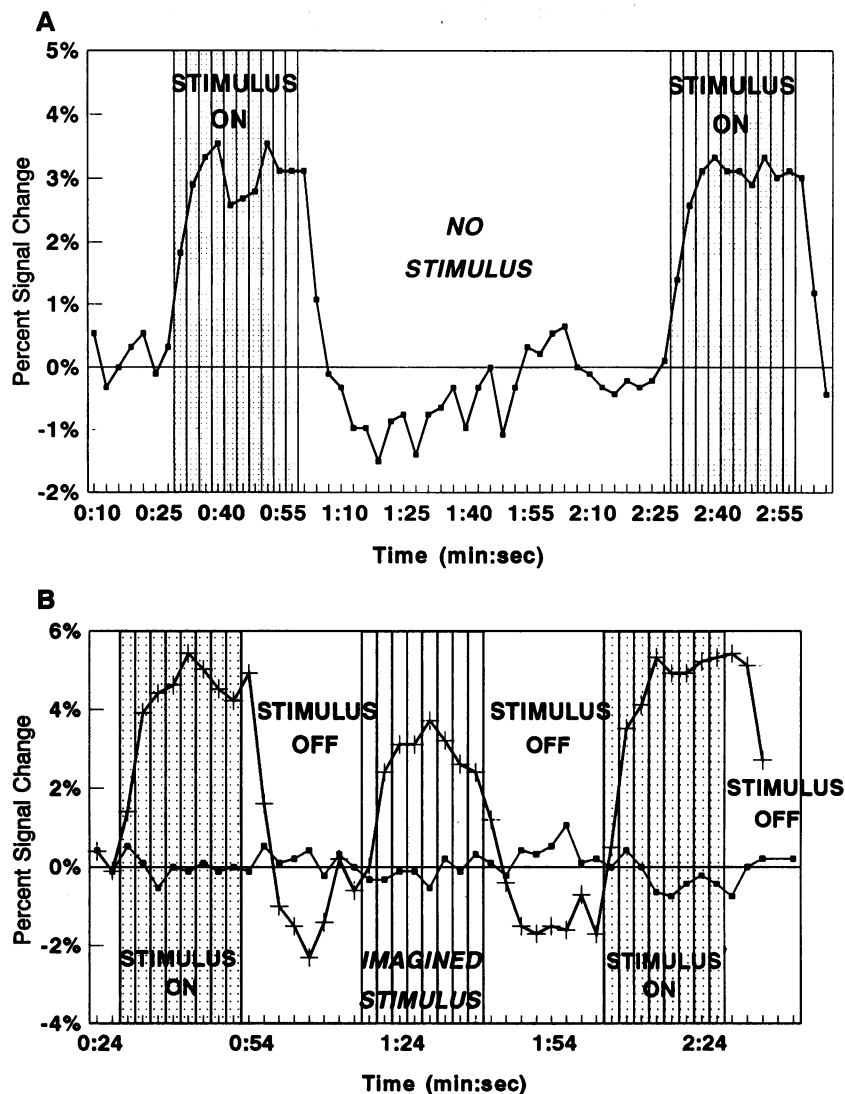 A
5%
4%
3%
2%
1%
0%
-1%
-2%
Percent Signal Change
STIMULUS
ON
NO
STIMULUS
STIMULUS
ON
0:10 0:25 0:40 0:55 1:10 1:25 1:40 1:55 2:10 2:25 2:40 2:55
Time (min:sec)
B
6%
4%
2%
0%
-2%
-4%
Percent Signal Change
STIMULUS
OFF
STIMULUS
OFF
STIMULUS
OFF
STIMULUS
ON
IMAGINED
STIMULUS
STIMULUS
ON
0:24 0:54 1:24 1:54 2:24
Time (min:sec)